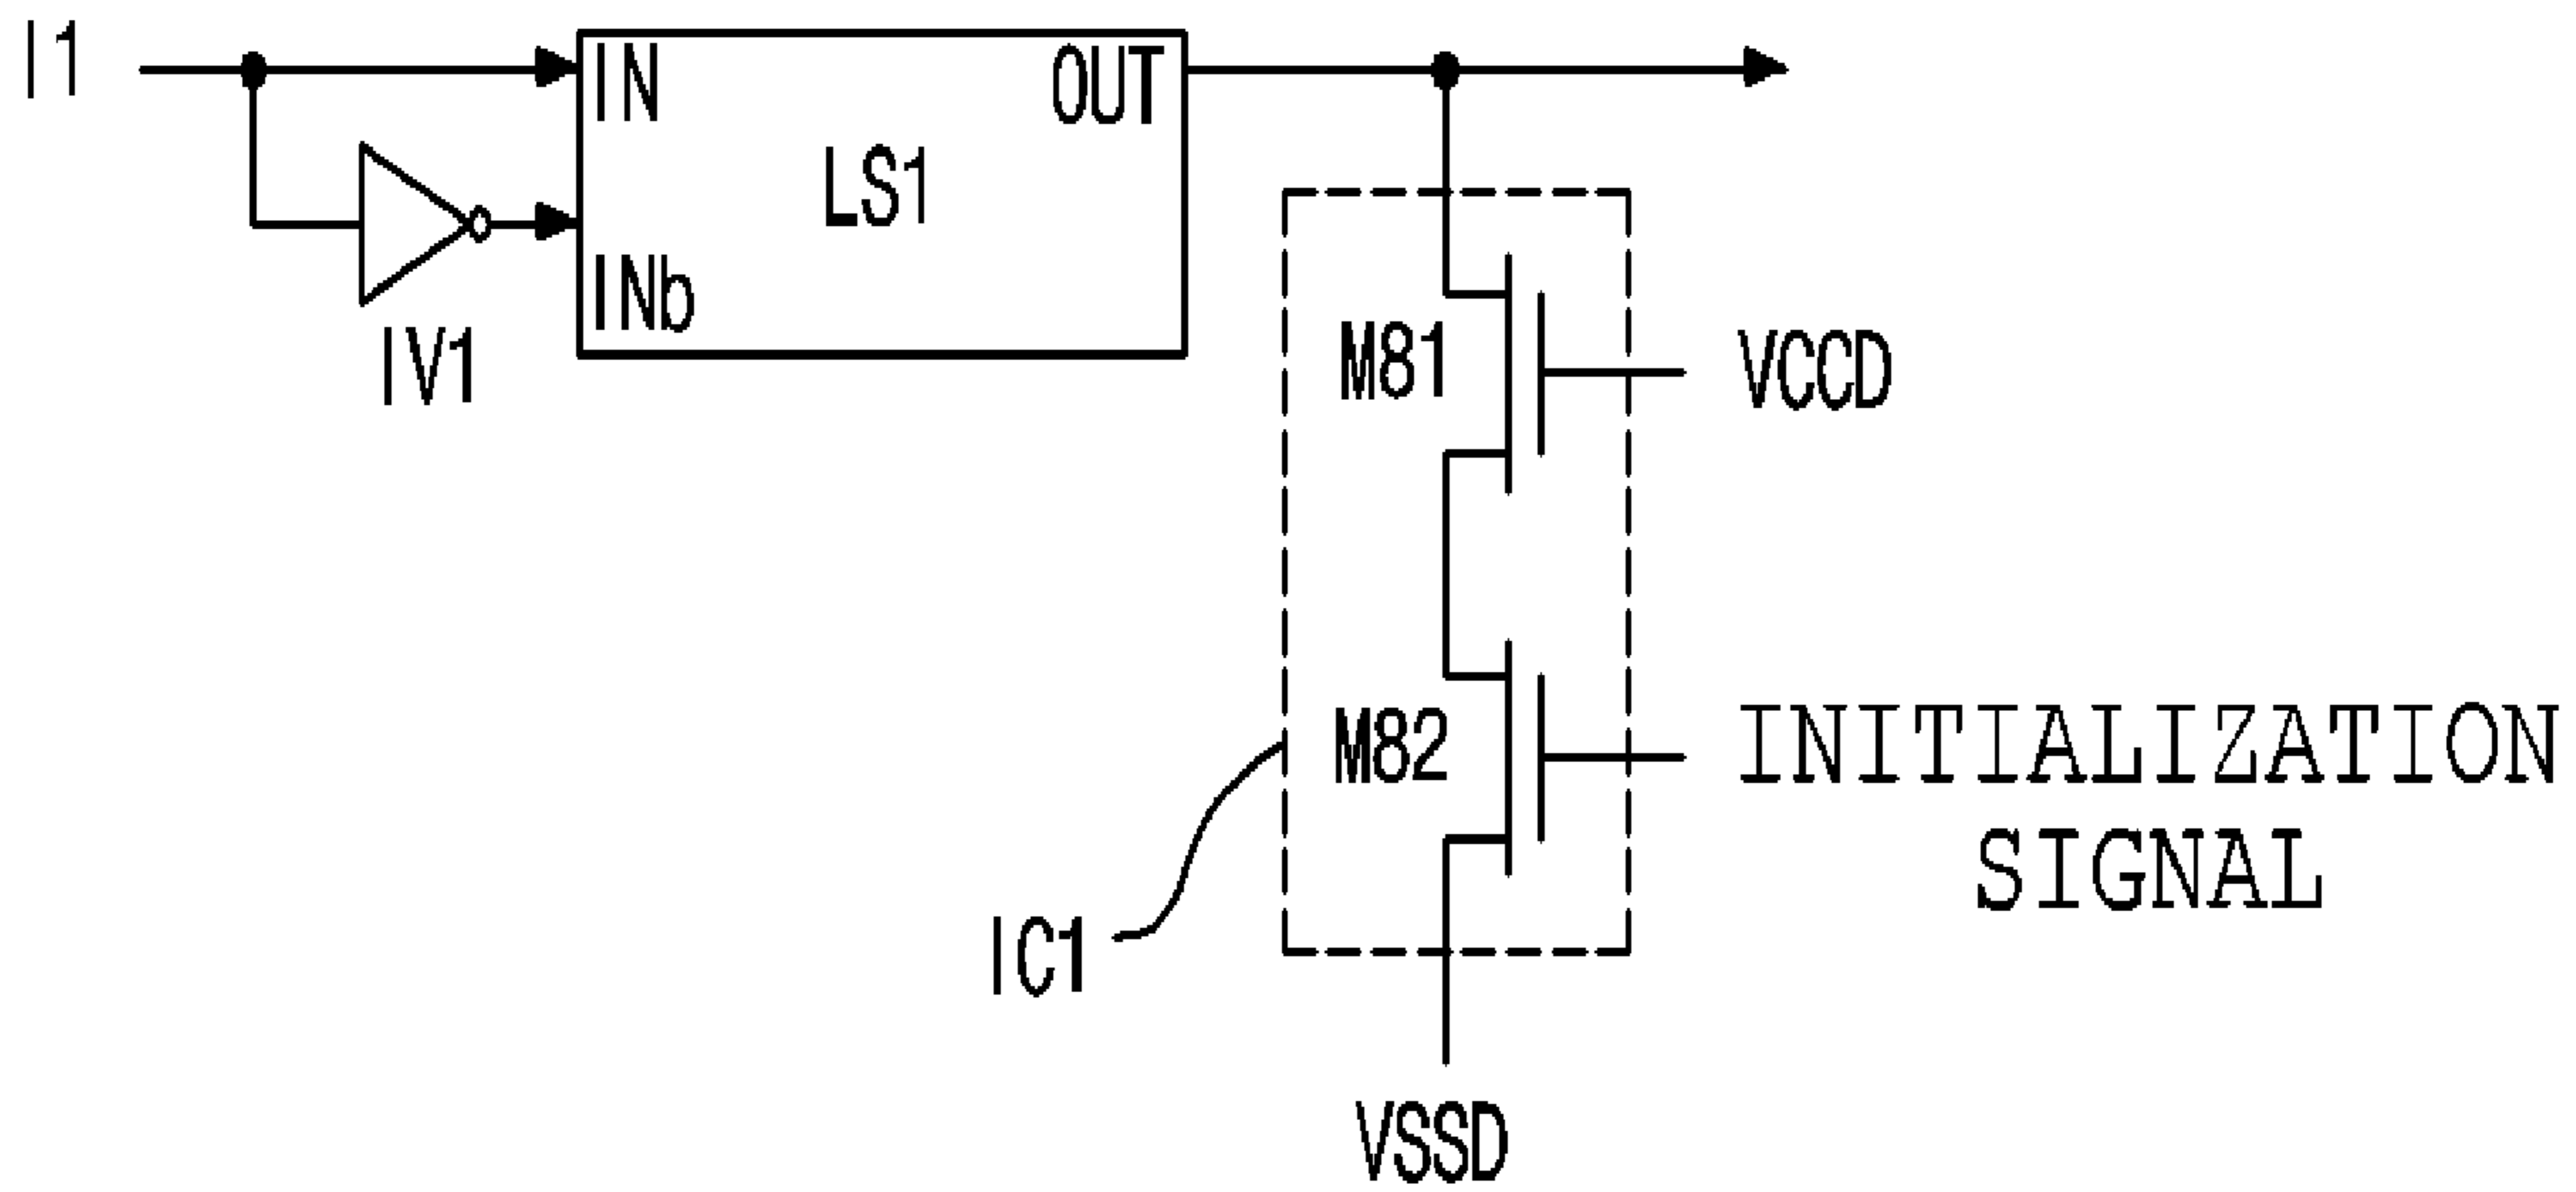 I1
IN
OUT
LS1
INb
IV1
M81
VCCD
M82
INITIALIZATION
SIGNAL
IC1
VSSD